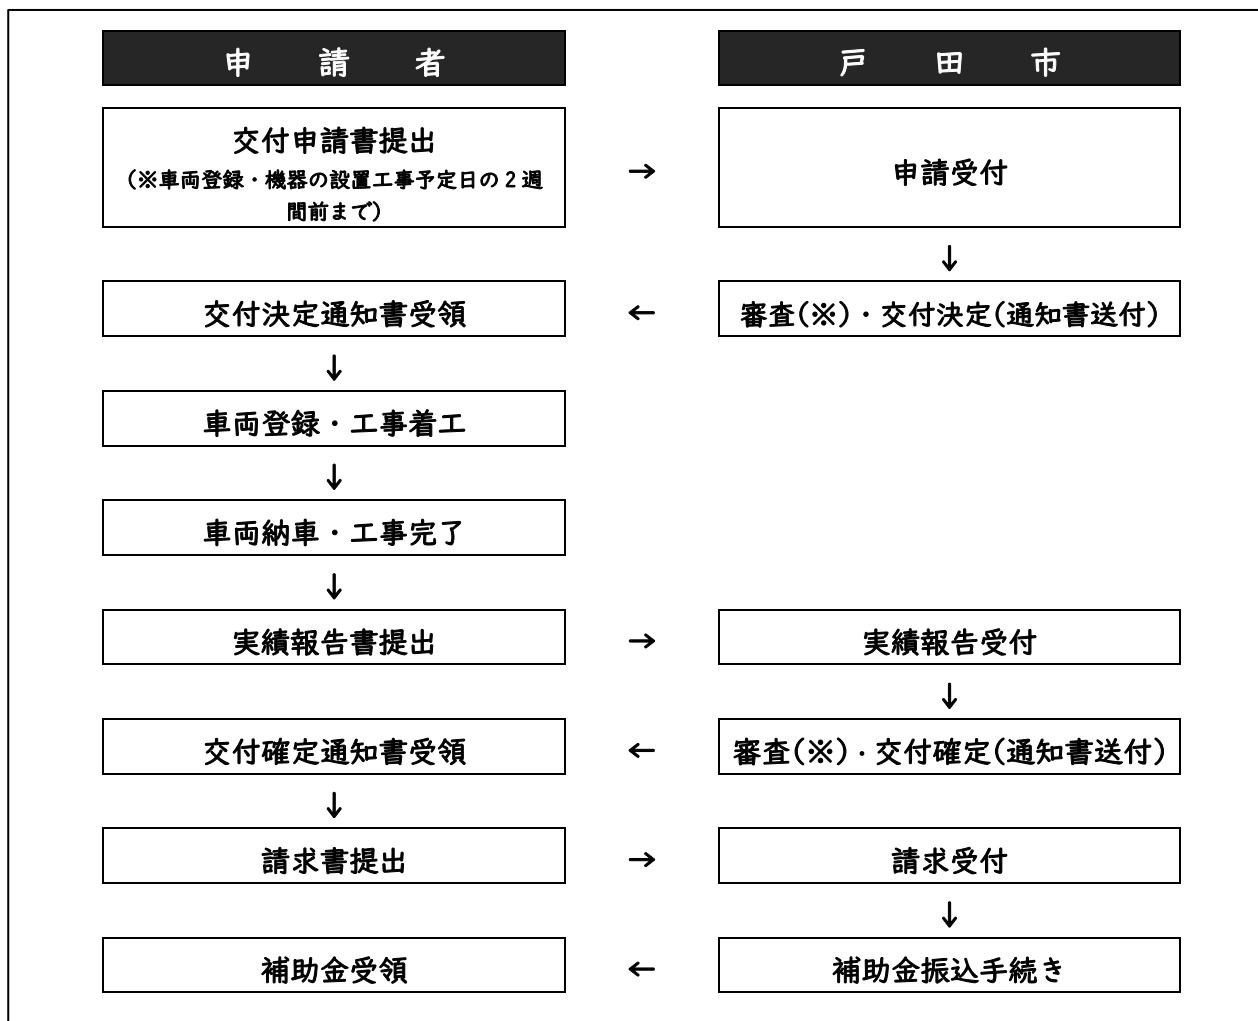 申請者
戸田市
交付申請書提出
(※車両登録・機器の設置工事予定日の2週
間前まで)
→
申請受付
↓
交付決定通知書受領
←
審査(※)・交付決定(通知書送付)
↓
車両登録・工事着工
↓
車両納車・工事完了
↓
実績報告書提出
→
実績報告受付
↓
交付確定通知書受領
←
審査(※)・交付確定(通知書送付)
↓
請求書提出
→
請求受付
↓
補助金受領
←
補助金振込手続き